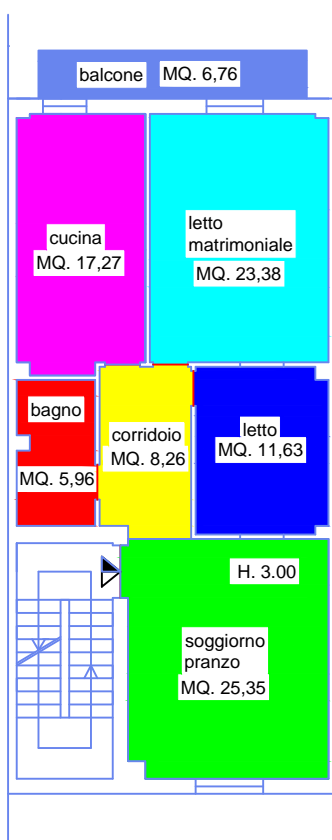 balcone MQ. 6,76
cucina
MQ. 17,27
letto
matrimoniale
MQ. 23,38
bagno
MQ. 5,96
corridoio
MQ. 8,26
letto
MQ. 11,63
H. 3.00
soggiorno
pranzo
MQ. 25,35